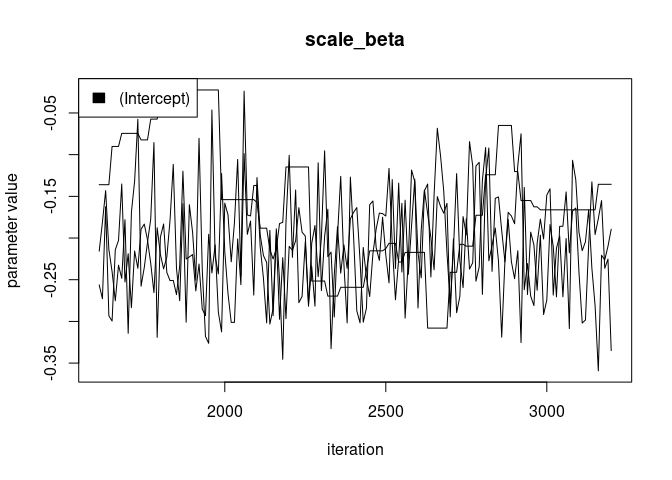 scale_beta
(Intercept)
-0.05
-0.15
-0.25
-0.35
parameter value
2000
2500
3000
iteration